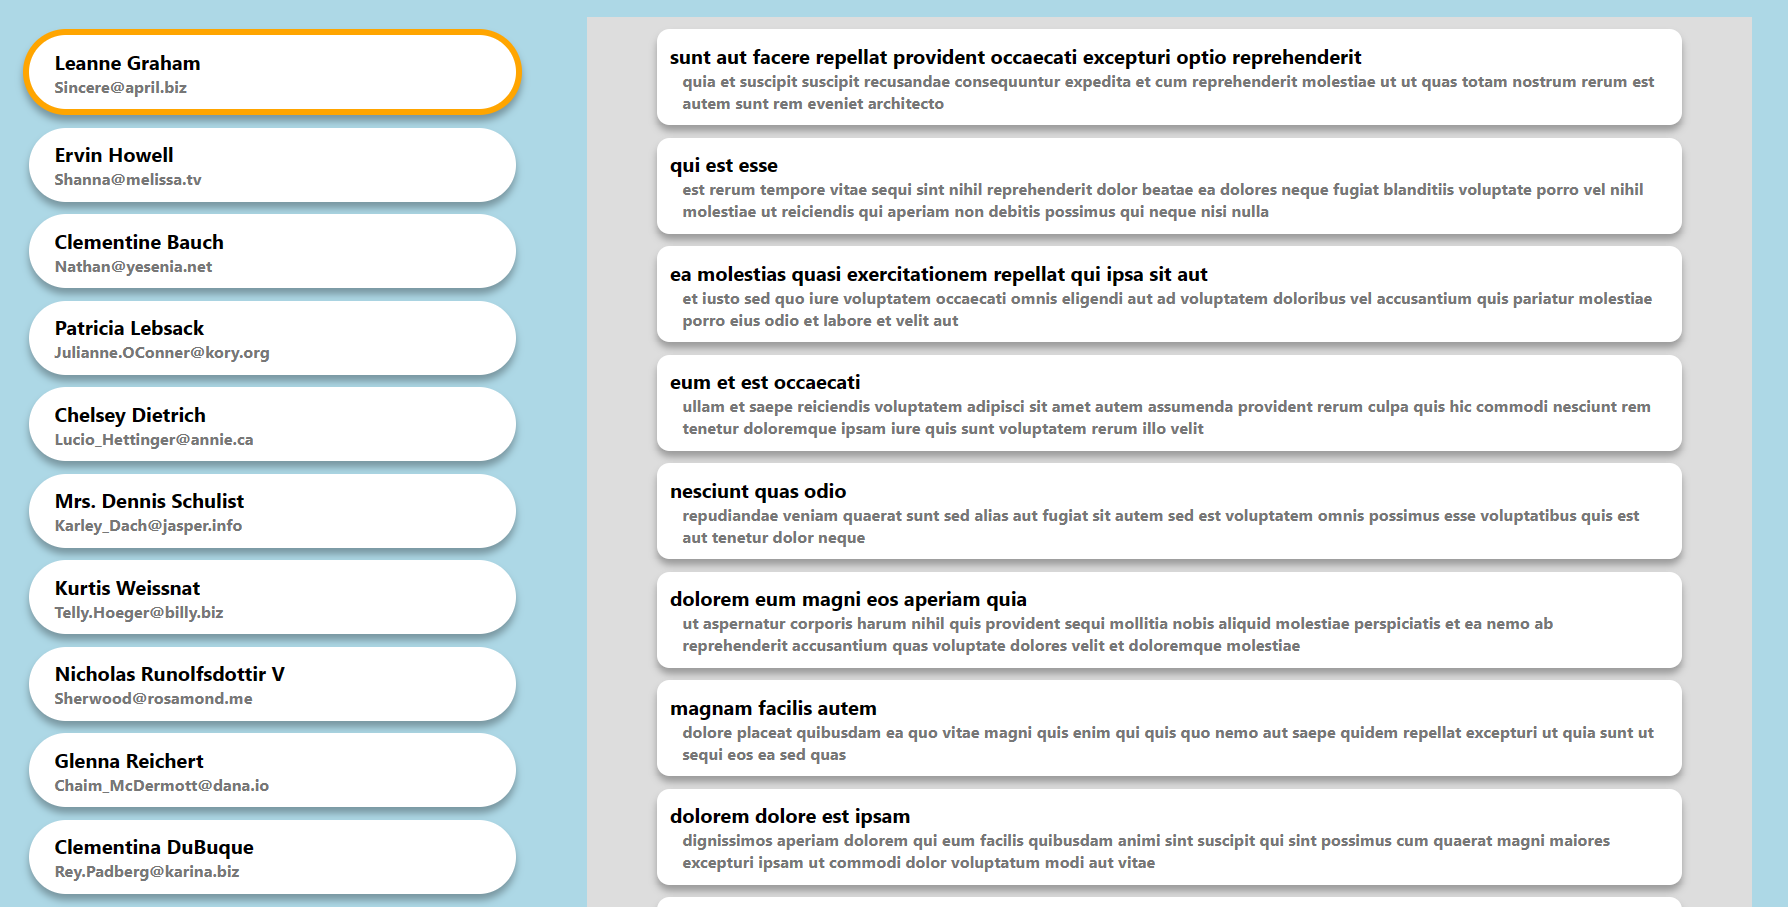 Leanne Graham
Sincere@april.biz
Ervin Howell
Shanna@melissa.tv
Clementine Bauch
Nathan@yesenia.net
Patricia Lebsack
Julianne.OConner@kory.org
Chelsey Dietrich
Lucio_Hettinger@annie.ca
Mrs. Dennis Schulist
Karley_Dach@jasper.info
Kurtis Weissnat
Telly.Hoeger@billy.biz
Nicholas Runolfsdottir V
Sherwood@rosamond.me
Glenna Reichert
Chaim_McDermott@dana.io
Clementina DuBuque
Rey.Padberg@karina.biz
sunt aut facere repellat provident occaecati excepturi optio reprehenderit
quia et suscipit suscipit recusandae consequuntur expedita et cum reprehenderit molestiae ut ut quas totam nostrum rerum est
autem sunt rem eveniet architecto
qui est esse
est rerum tempore vitae sequi sint nihil reprehenderit dolor beatae ea dolores neque fugiat blanditiis voluptate porro vel nihil
molestiae ut reiciendis qui aperiam non debitis possimus qui neque nisi nulla
ea molestias quasi exercitationem repellat qui ipsa sit aut
et iusto sed quo iure voluptatem occaecati omnis eligendi aut ad voluptatem doloribus vel accusantium quis pariatur molestiae
porro eius odio et labore et velit aut
eum et est occaecati
ullam et saepe reiciendis voluptatem adipisci sit amet autem assumenda provident rerum culpa quis hic commodi nesciunt rem
tenetur doloremque ipsam iure quis sunt voluptatem rerum illo velit
nesciunt quas odio
repudiandae veniam quaerat sunt sed alias aut fugiat sit autem sed est voluptatem omnis possimus esse voluptatibus quis est
aut tenetur dolor neque
dolorem eum magni eos aperiam quia
ut aspernatur corporis harum nihil quis provident sequi mollitia nobis aliquid molestiae perspiciatis et ea nemo ab
reprehenderit accusantium quas voluptate dolores velit et doloremque molestiae
magnam facilis autem
dolore placeat quibusdam ea quo vitae magni quis enim qui quis quo nemo aut saepe quidem repellat excepturi ut quia sunt ut
sequi eos ea sed quas
dolorem dolore est ipsam
dignissimos aperiam dolorem qui eum facilis quibusdam animi sint suscipit qui sint possimus cum quaerat magni maiores
excepturi ipsam ut commodi dolor voluptatum modi aut vitae